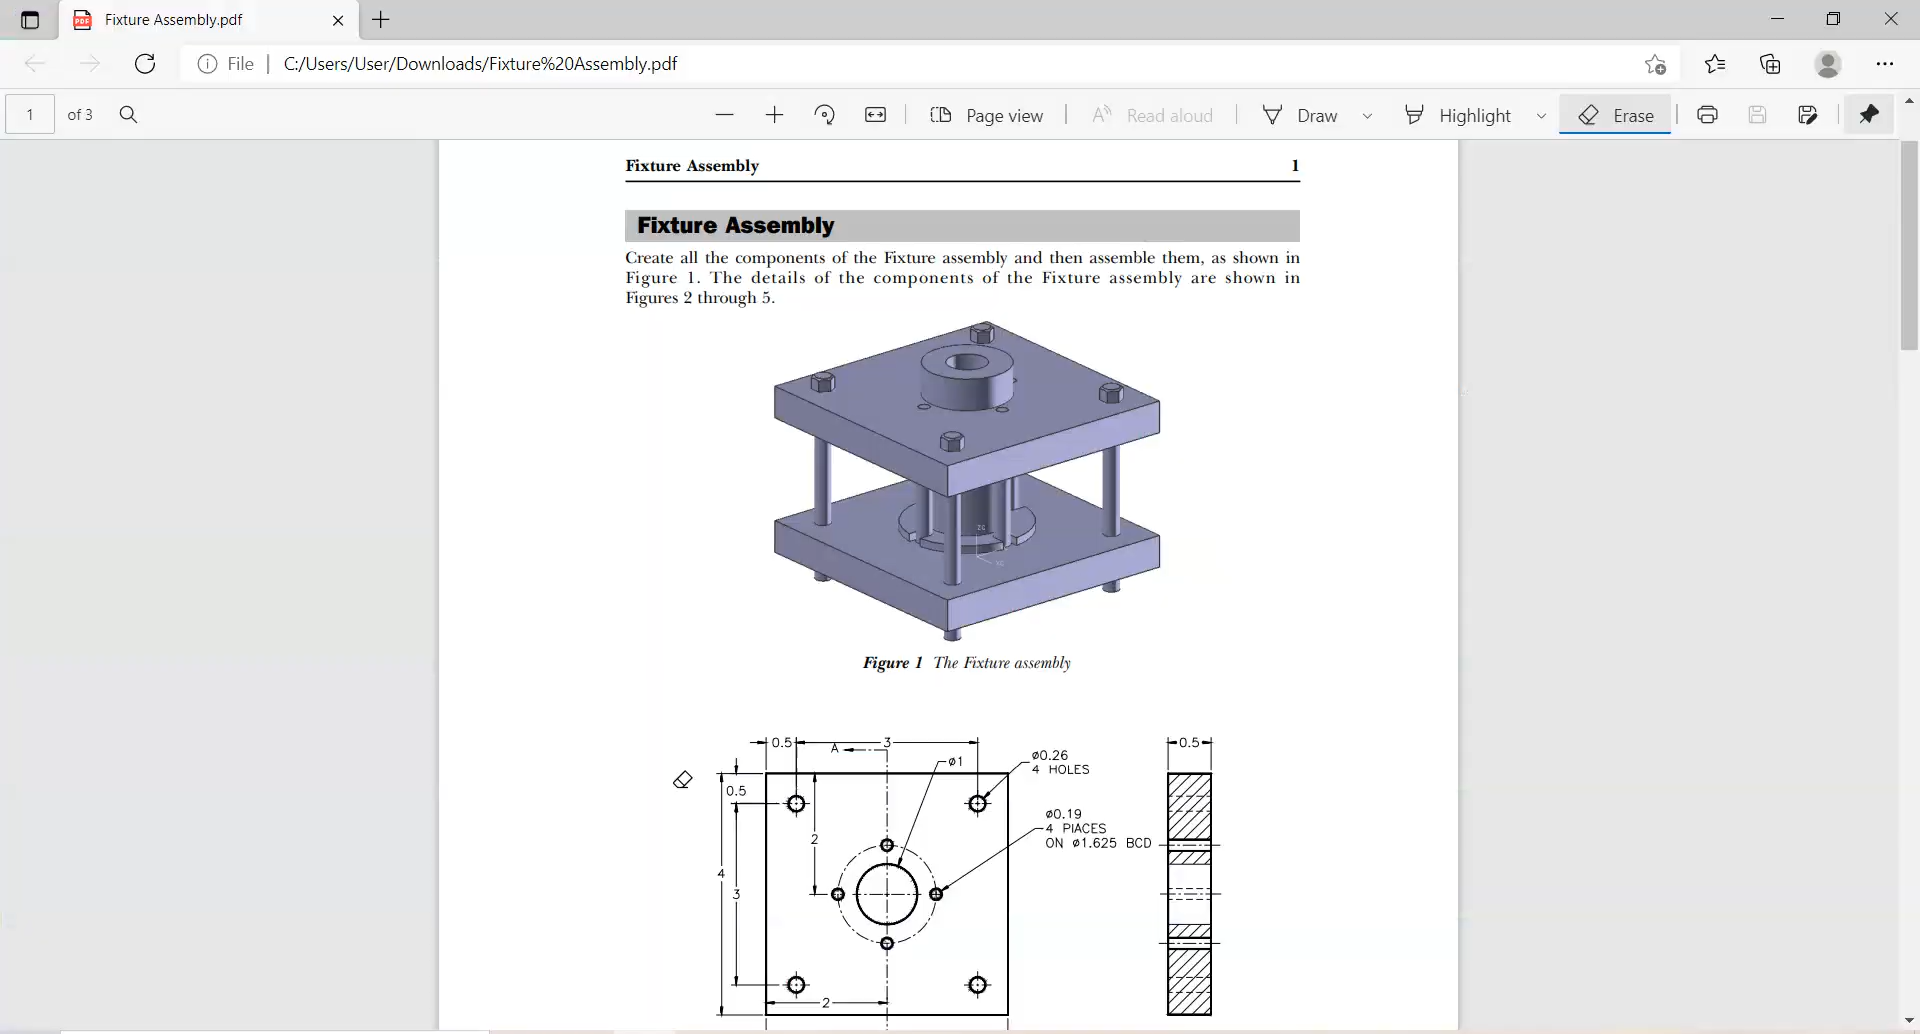 Fixture Assembly.pdf
File
C:/Users/User/Downloads/Fixture%20Assembly.pdf
1 of 3
Page view
Read aloud
Draw
Highlight
Erase
Fixture Assembly 1
Fixture Assembly
Create all the components of the Fixture assembly and then assemble them, as shown in
Figure 1. The details of the components of the Fixture assembly are shown in
Figures 2 through 5.
ZC
Figure 1 The Fixture assembly
0.5
A
3
ø1
ø0.26
4 HOLES
0.5
0.5
ø0.19
4 PIACES
ON ø1.625 BCD
2
4
3
2